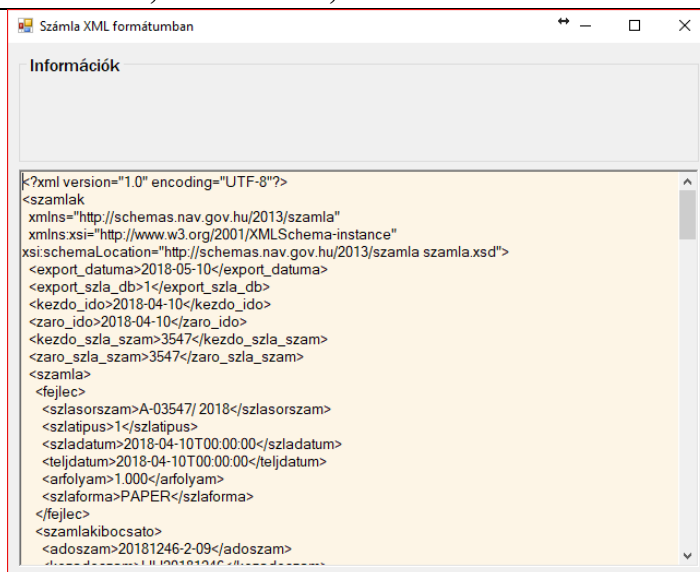 Számla XML formátumban
Információk
<?xml version="1.0" encoding="UTF-8"?>
<szamlak
xmlns="http://schemas.nav.gov.hu/2013/szamla"
xmlns:xsi="http://www.w3.org/2001/XMLSchema-instance"
xsi:schemaLocation="http://schemas.nav.gov.hu/2013/szamla szamla.xsd">
<export_datuma>2018-05-10</export_datuma>
<export_szla_db>1</export_szla_db>
<kezdo_ido>2018-04-10</kezdo_ido>
<zaro_ido>2018-04-10</zaro_ido>
<kezdo_szla_szam>3547</kezdo_szla_szam>
<zaro_szla_szam>3547</zaro_szla_szam>
<szamla>
<fejlec>
<szlasorszam>A-03547/ 2018</szlasorszam>
<szlatipus>1</szlatipus>
<szladatum>2018-04-10T00:00:00</szladatum>
<teljdatum>2018-04-10T00:00:00</teljdatum>
<arfolyam>1.000</arfolyam>
<szlaforma>PAPER</szlaforma>
</fejlec>
<szamlakibocsato>
<adoszam>20181246-2-09</adoszam>